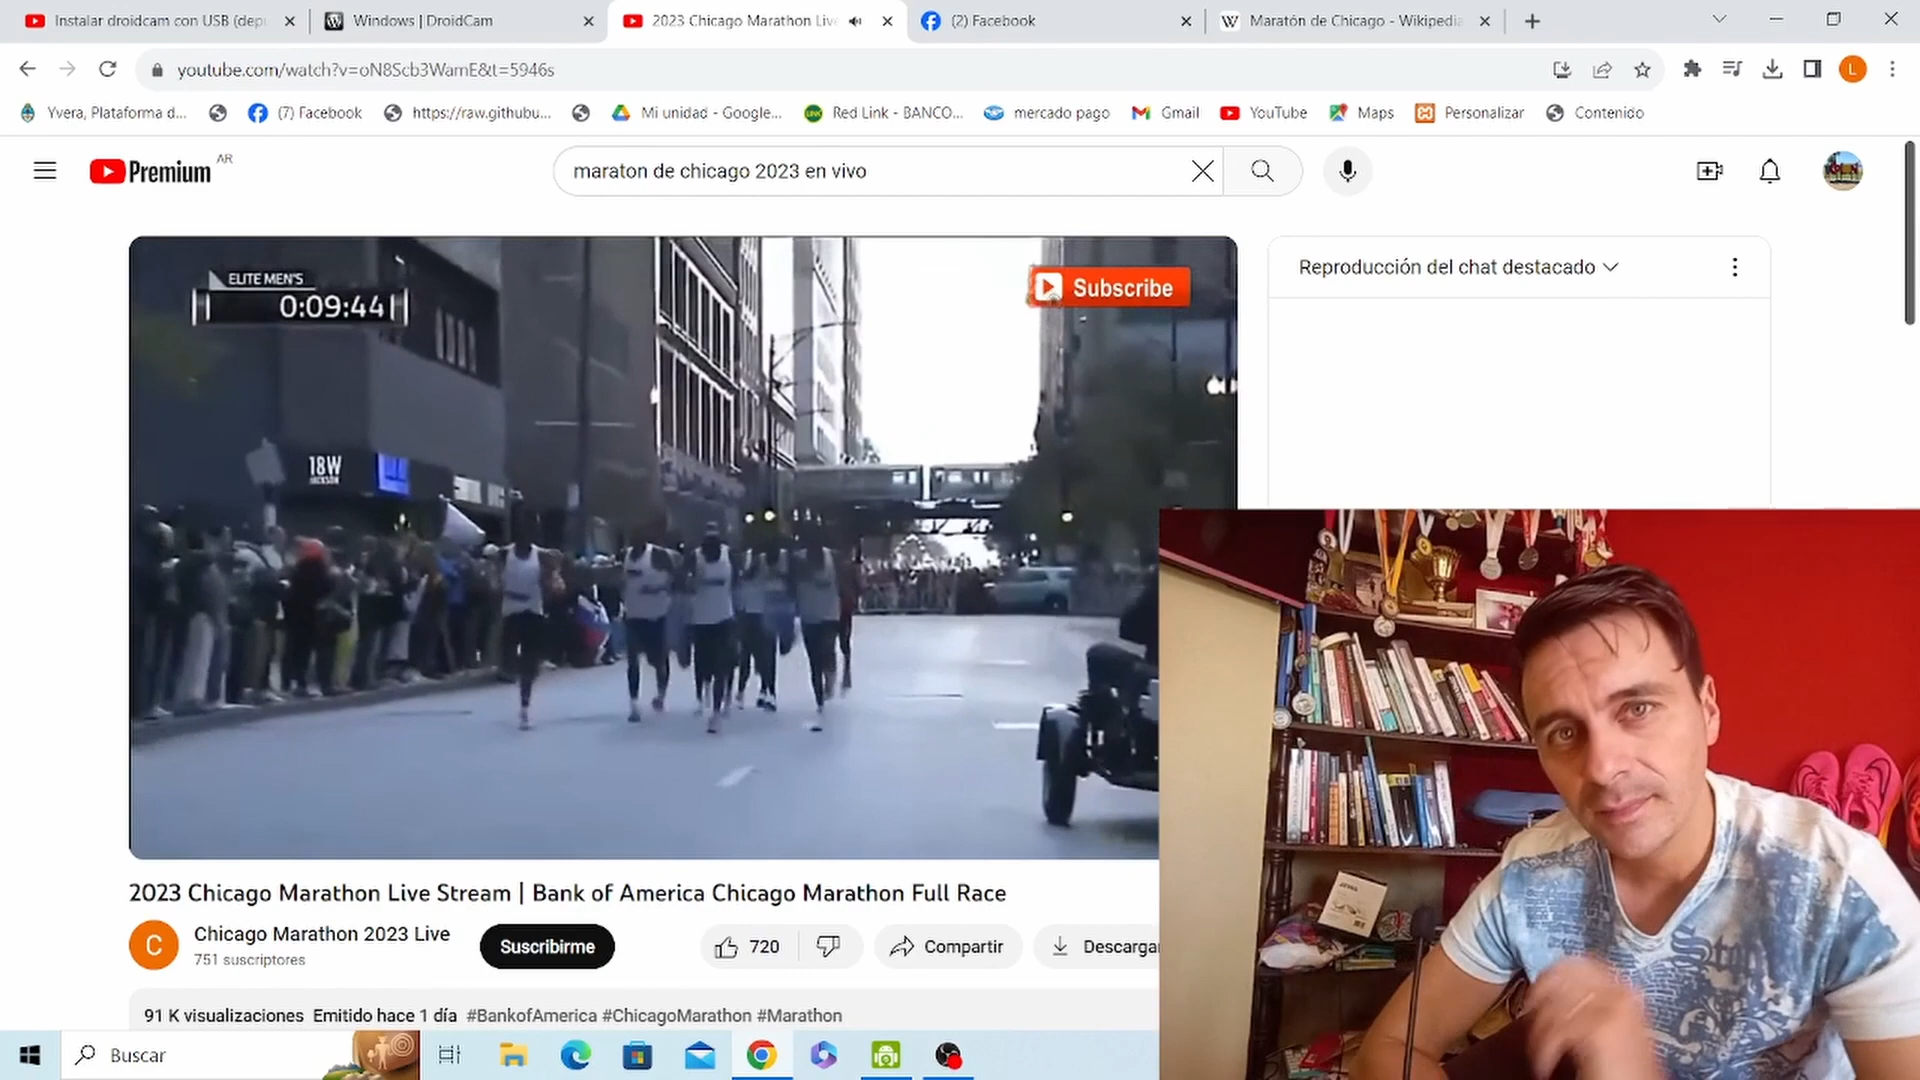 Instalar droidcam con USB (dep
Windows | DroidCam
2023 Chicago Marathon Live
(2) Facebook
Maratón de Chicago - Wikipedia
youtube.com/watch?v=oN8Scb3WamE&t=5946s
L
Yvera, Plataforma d...
(7) Facebook
https://raw.githubu...
Mi unidad - Google...
Red Link - BANCO...
mercado pago
Gmail
YouTube
Maps
Personalizar
Contenido
Premium AR
maraton de chicago 2023 en vivo
ELITE MEN'S
0:09:44
Subscribe
18W
JACKSON
Reproducción del chat destacado
2023 Chicago Marathon Live Stream | Bank of America Chicago Marathon Full Race
C
Chicago Marathon 2023 Live
751 suscriptores
Suscribirme
720
Compartir
Descargar
91 K visualizaciones Emitido hace 1 día #BankofAmerica #ChicagoMarathon #Marathon
Buscar